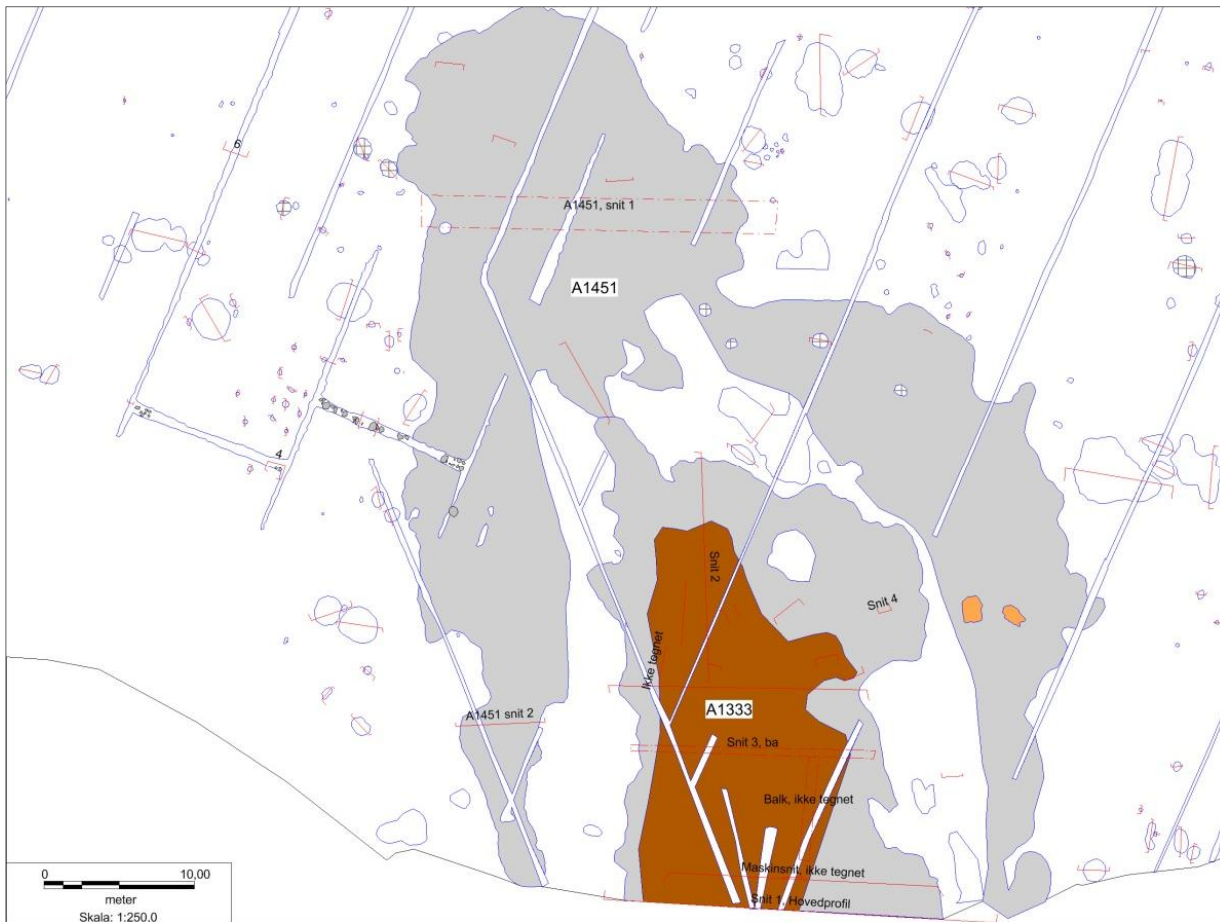 6
A1451, snit 1
A1451
4
Snit 2
Snit 4
Ikke tegnet
A1333
A1451 snit 2
Snit 3, ba
Balk, ikke tegnet
Maskinsnit, ikke tegnet
Snit 1, Hovedprofil
0 10,00
meter
Skala: 1:250.0